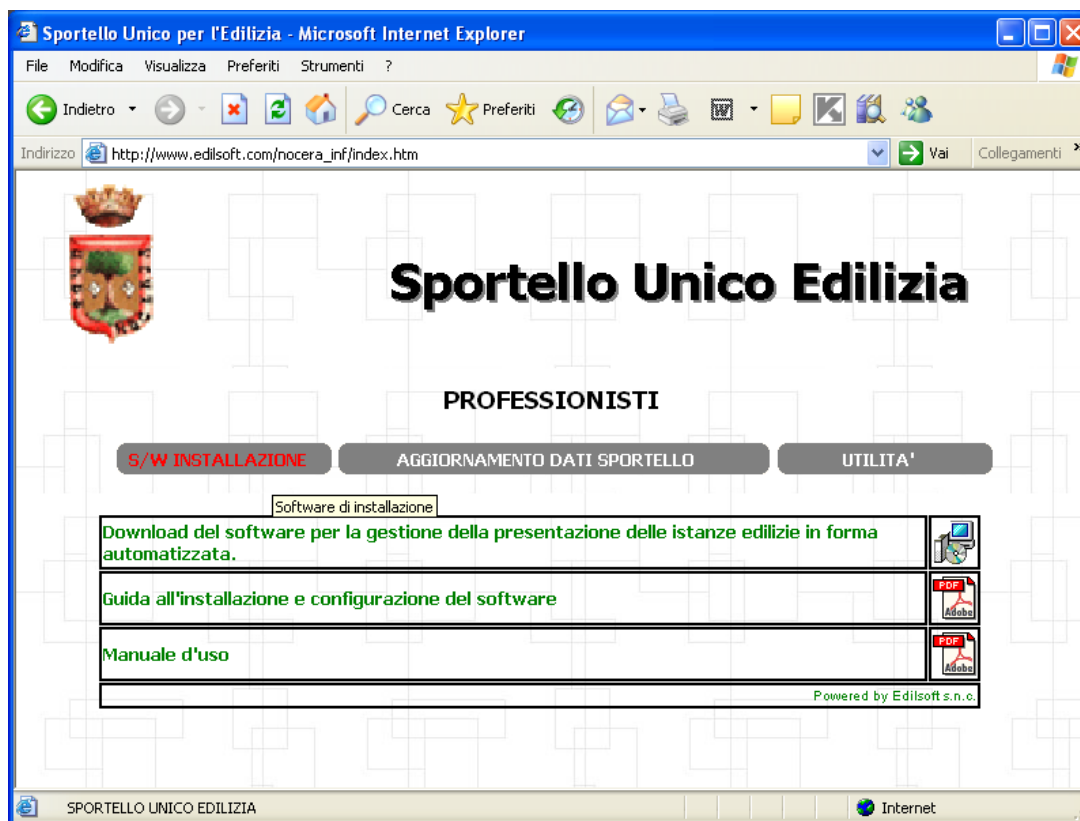 Sportello Unico per l'Edilizia - Microsoft Internet Explorer
File Modifica Visualizza Preferiti Strumenti ?
Indietro Cerca Preferiti
Indirizzo http://www.edilsoft.com/nocera_inf/index.htm Vai Collegamenti »
Sportello Unico Edilizia
PROFESSIONISTI
S/W INSTALLAZIONE AGGIORNAMENTO DATI SPORTELLO UTILITA'
Software di installazione
Download del software per la gestione della presentazione delle istanze edilizie in forma
automatizzata.
Guida all'installazione e configurazione del software
PDF
Adobe
Manuale d'uso
PDF
Adobe
Powered by Edilsoft s.n.c.
SPORTELLO UNICO EDILIZIA Internet